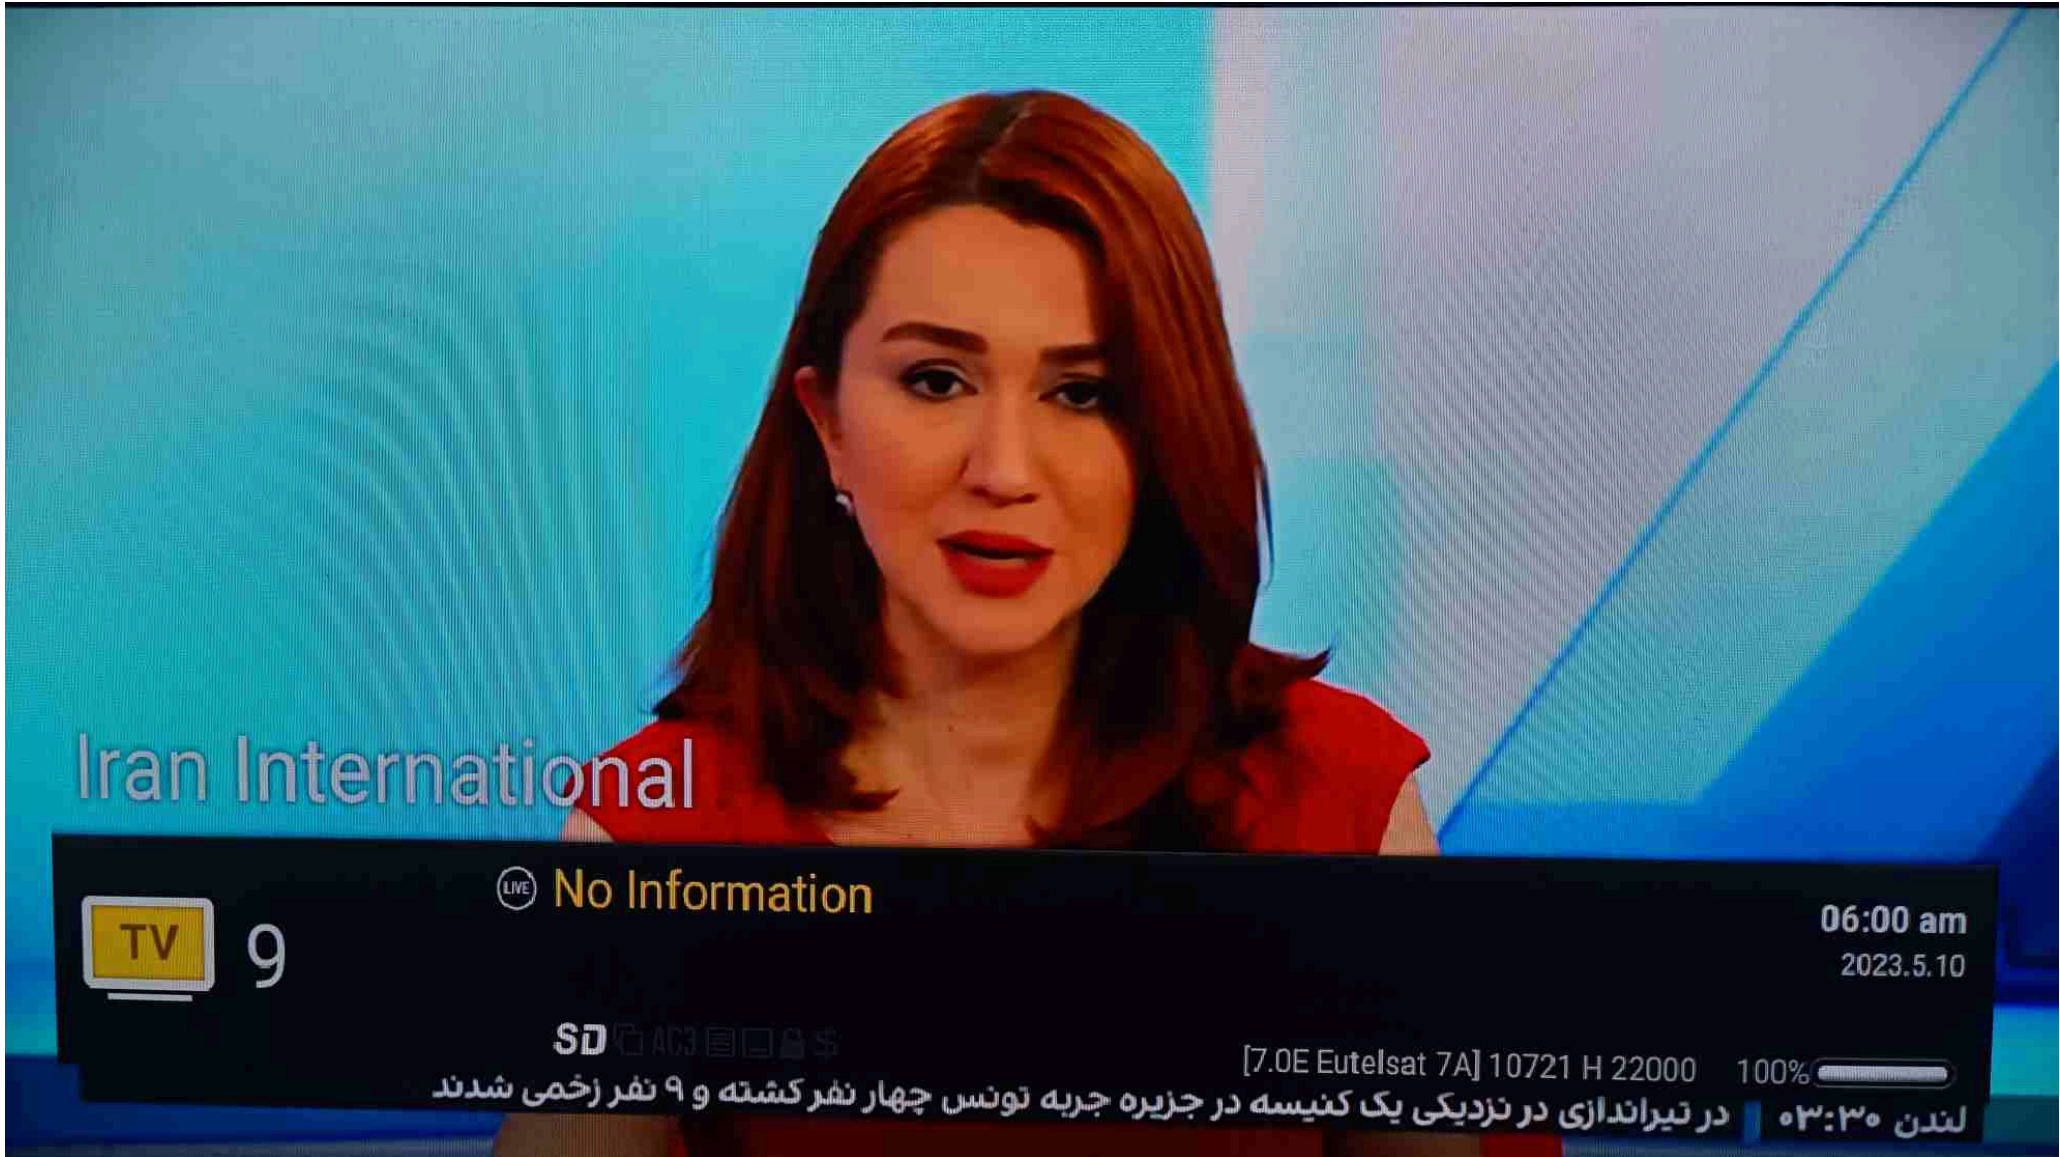 Iran International
LIVE No Information
TV 9
06:00 am
2023.5.10
SD AC3 $
[7.0E Eutelsat 7A] 10721 H 22000 100%
لندن ۰۳:۳۰ در تیراندازی در نزدیکی یک کنیسه در جزیره جربه تونس چهار نفر کشته و ۹ نفر زخمی شدند